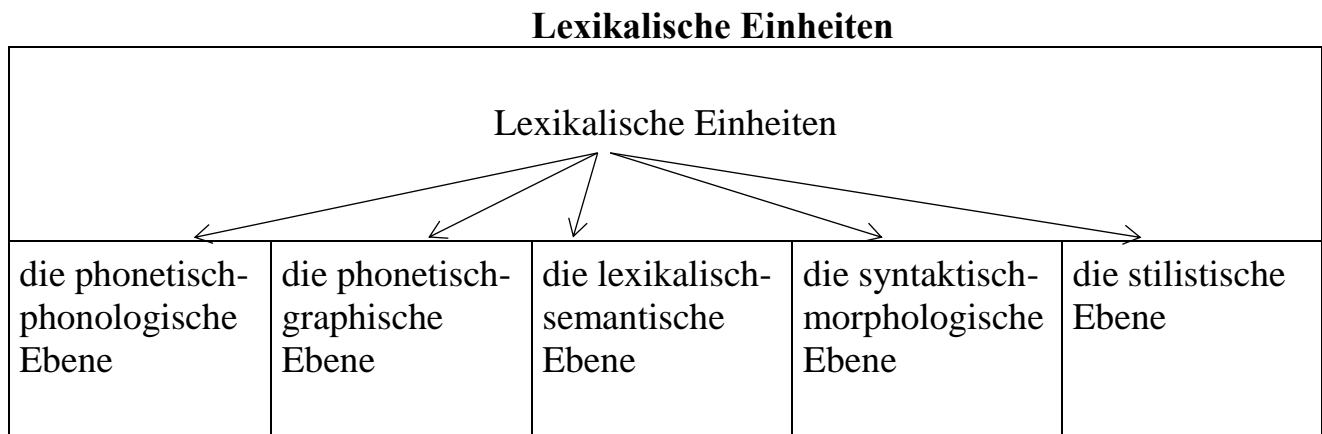 Lexikalische Einheiten
Lexikalische Einheiten
die phonetisch-
phonologische
Ebene
die phonetisch-
graphische
Ebene
die lexikalisch-
semantische
Ebene
die syntaktisch-
morphologische
Ebene
die stilistische
Ebene